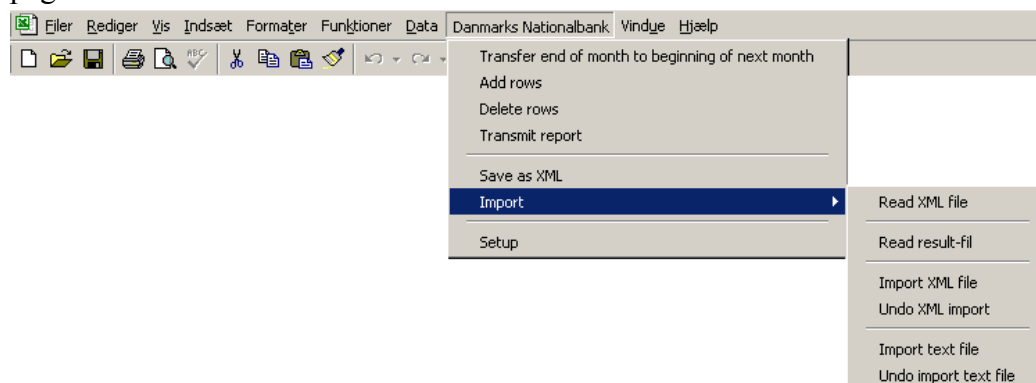 Filer Rediger Vis Indsæt Formater Funktioner Data Danmarks Nationalbank Vindue Hjælp
Transfer end of month to beginning of next month
Add rows
Delete rows
Transmit report
Save as XML
Import
Setup
Read XML file
Read result-fil
Import XML file
Undo XML import
Import text file
Undo import text file